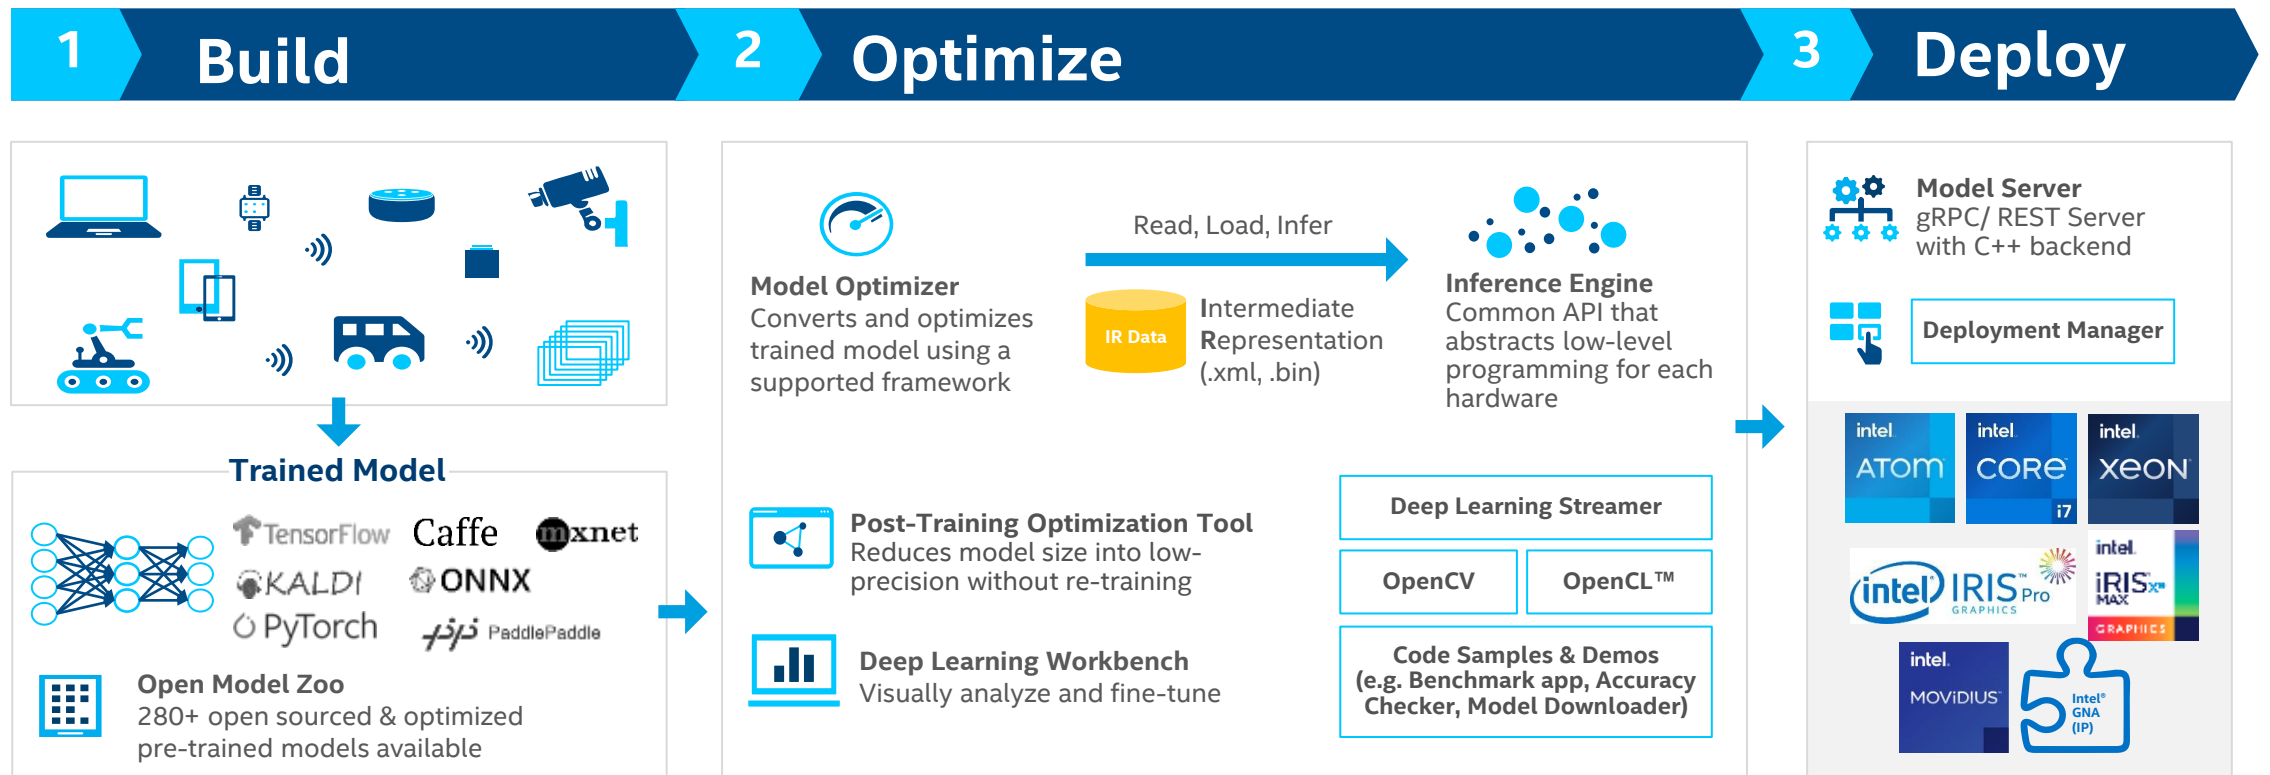 1 Build
2 Optimize
3 Deploy
Trained Model
TensorFlow
Caffe
mxnet
KALDI
ONNX
PyTorch
PaddlePaddle
Open Model Zoo
280+ open sourced & optimized
pre-trained models available
Model Optimizer
Converts and optimizes
trained model using a
supported framework
Read, Load, Infer
IR Data
Intermediate
Representation
(.xml, .bin)
Inference Engine
Common API that
abstracts low-level
programming for each
hardware
Post-Training Optimization Tool
Reduces model size into low-
precision without re-training
Deep Learning Workbench
Visually analyze and fine-tune
Deep Learning Streamer
OpenCV
OpenCL™
Code Samples & Demos
(e.g. Benchmark app, Accuracy
Checker, Model Downloader)
Model Server
gRPC/ REST Server
with C++ backend
Deployment Manager
intel.
ATOM
intel.
CORE
i7
intel.
XEON
intel IRIS™ Pro
GRAPHICS
intel.
iRIS Xe
MAX
GRAPHICS
intel.
MOVIDIUS
Intel®
GNA
(IP)